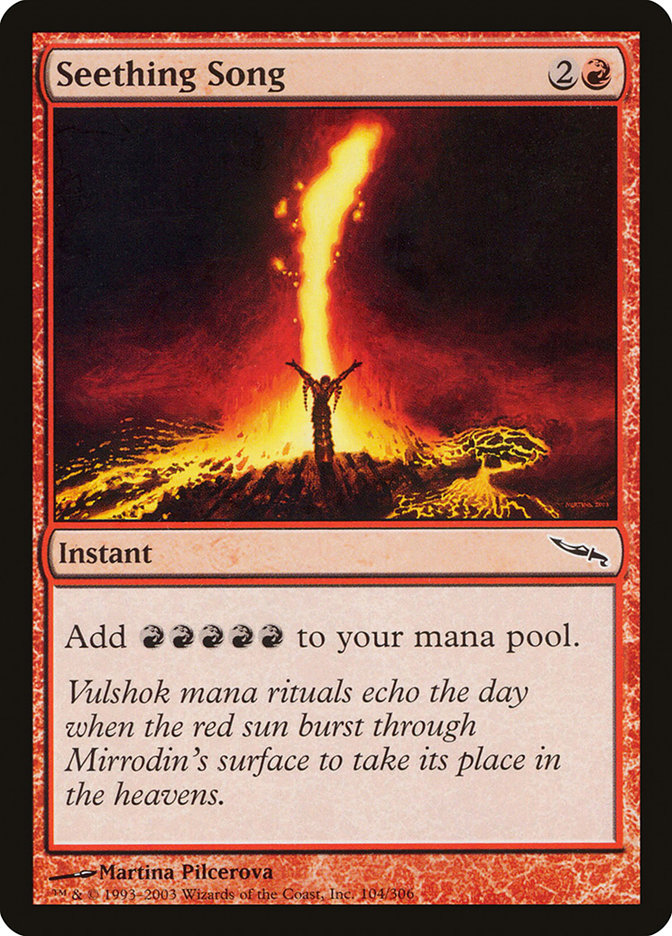 Seething Song 2
MARTINA 2003
Instant
Add to your mana pool.
Vulshok mana rituals echo the day
when the red sun burst through
Mirrodin's surface to take its place in
the heavens.
Martina Pilcerova
™ & © 1993–2003 Wizards of the Coast, Inc. 104/306